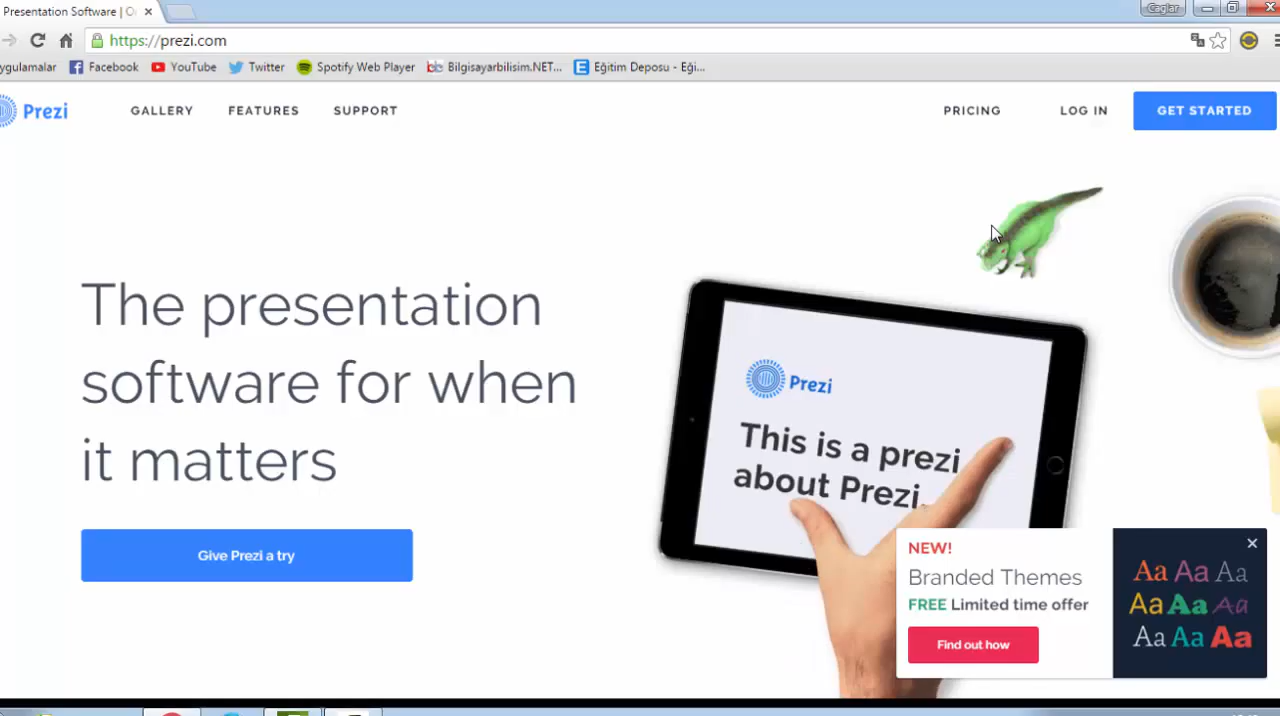 Presentation Software | O
Caglar
https://prezi.com
ygulamalar
Facebook
YouTube
Twitter
Spotify Web Player
Bilgisayarbilisim.NET...
Eğitim Deposu - Eği...
Prezi
GALLERY
FEATURES
SUPPORT
PRICING
LOG IN
GET STARTED
The presentation
software for when
it matters
Give Prezi a try
Prezi
This is a prezi
about Prezi.
NEW!
Branded Themes
FREE Limited time offer
Find out how
Aa Aa Aa
Aa Aa Aa
Aa Aa Aa